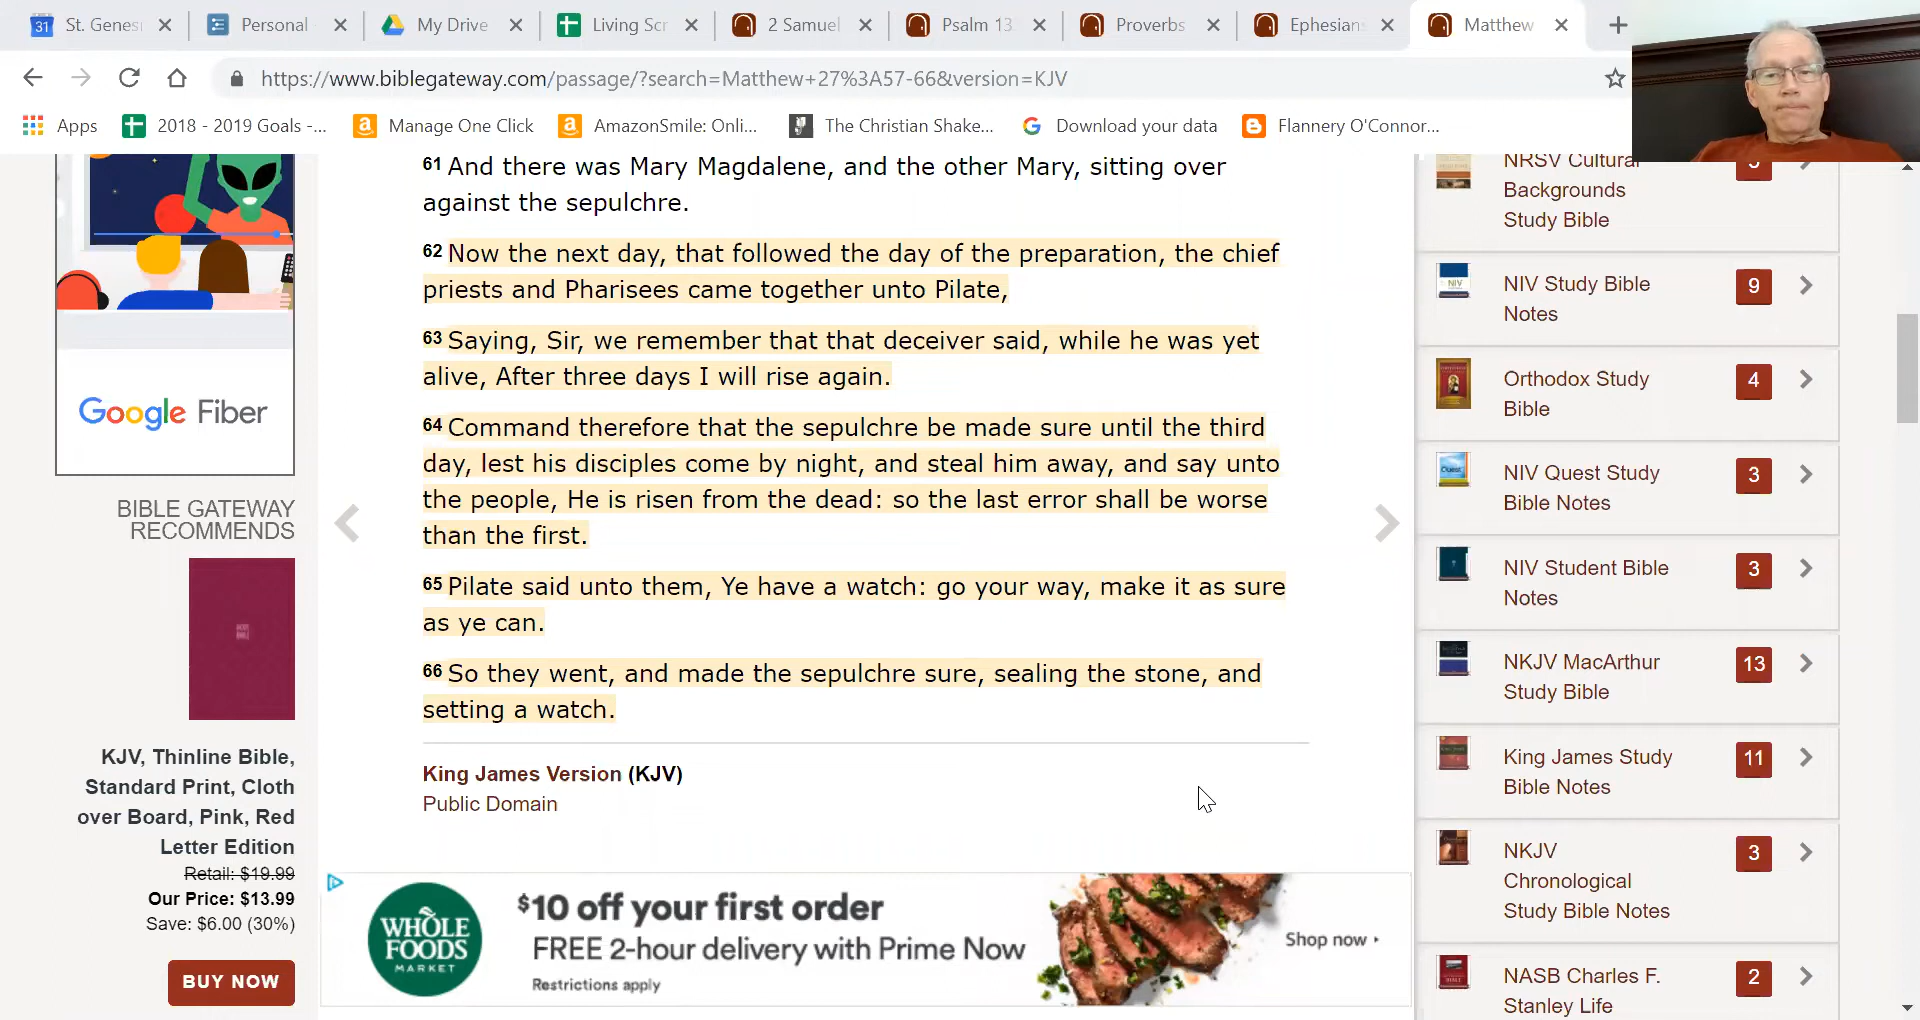 31 St. Genesi
Personal
My Drive
Living Scr
2 Samuel
Psalm 13
Proverbs
Ephesians
Matthew
https://www.biblegateway.com/passage/?search=Matthew+27%3A57-66&version=KJV
Apps
2018 - 2019 Goals -...
Manage One Click
AmazonSmile: Onli...
The Christian Shake...
Download your data
Flannery O'Connor...
61 And there was Mary Magdalene, and the other Mary, sitting over
against the sepulchre.
62 Now the next day, that followed the day of the preparation, the chief
priests and Pharisees came together unto Pilate,
63 Saying, Sir, we remember that that deceiver said, while he was yet
alive, After three days I will rise again.
64 Command therefore that the sepulchre be made sure until the third
day, lest his disciples come by night, and steal him away, and say unto
the people, He is risen from the dead: so the last error shall be worse
than the first.
65 Pilate said unto them, Ye have a watch: go your way, make it as sure
as ye can.
66 So they went, and made the sepulchre sure, sealing the stone, and
setting a watch.
King James Version (KJV)
Public Domain
Google Fiber
BIBLE GATEWAY
RECOMMENDS
KJV, Thinline Bible,
Standard Print, Cloth
over Board, Pink, Red
Letter Edition
Retail: $19.99
Our Price: $13.99
Save: $6.00 (30%)
BUY NOW
WHOLE
FOODS
MARKET
$10 off your first order
FREE 2-hour delivery with Prime Now
Restrictions apply
Shop now
NRSV Cultural
Backgrounds
Study Bible
NIV Study Bible
Notes
9
Orthodox Study
Bible
4
NIV Quest Study
Bible Notes
3
NIV Student Bible
Notes
3
NKJV MacArthur
Study Bible
13
King James Study
Bible Notes
11
NKJV
Chronological
Study Bible Notes
3
NASB Charles F.
Stanley Life
2